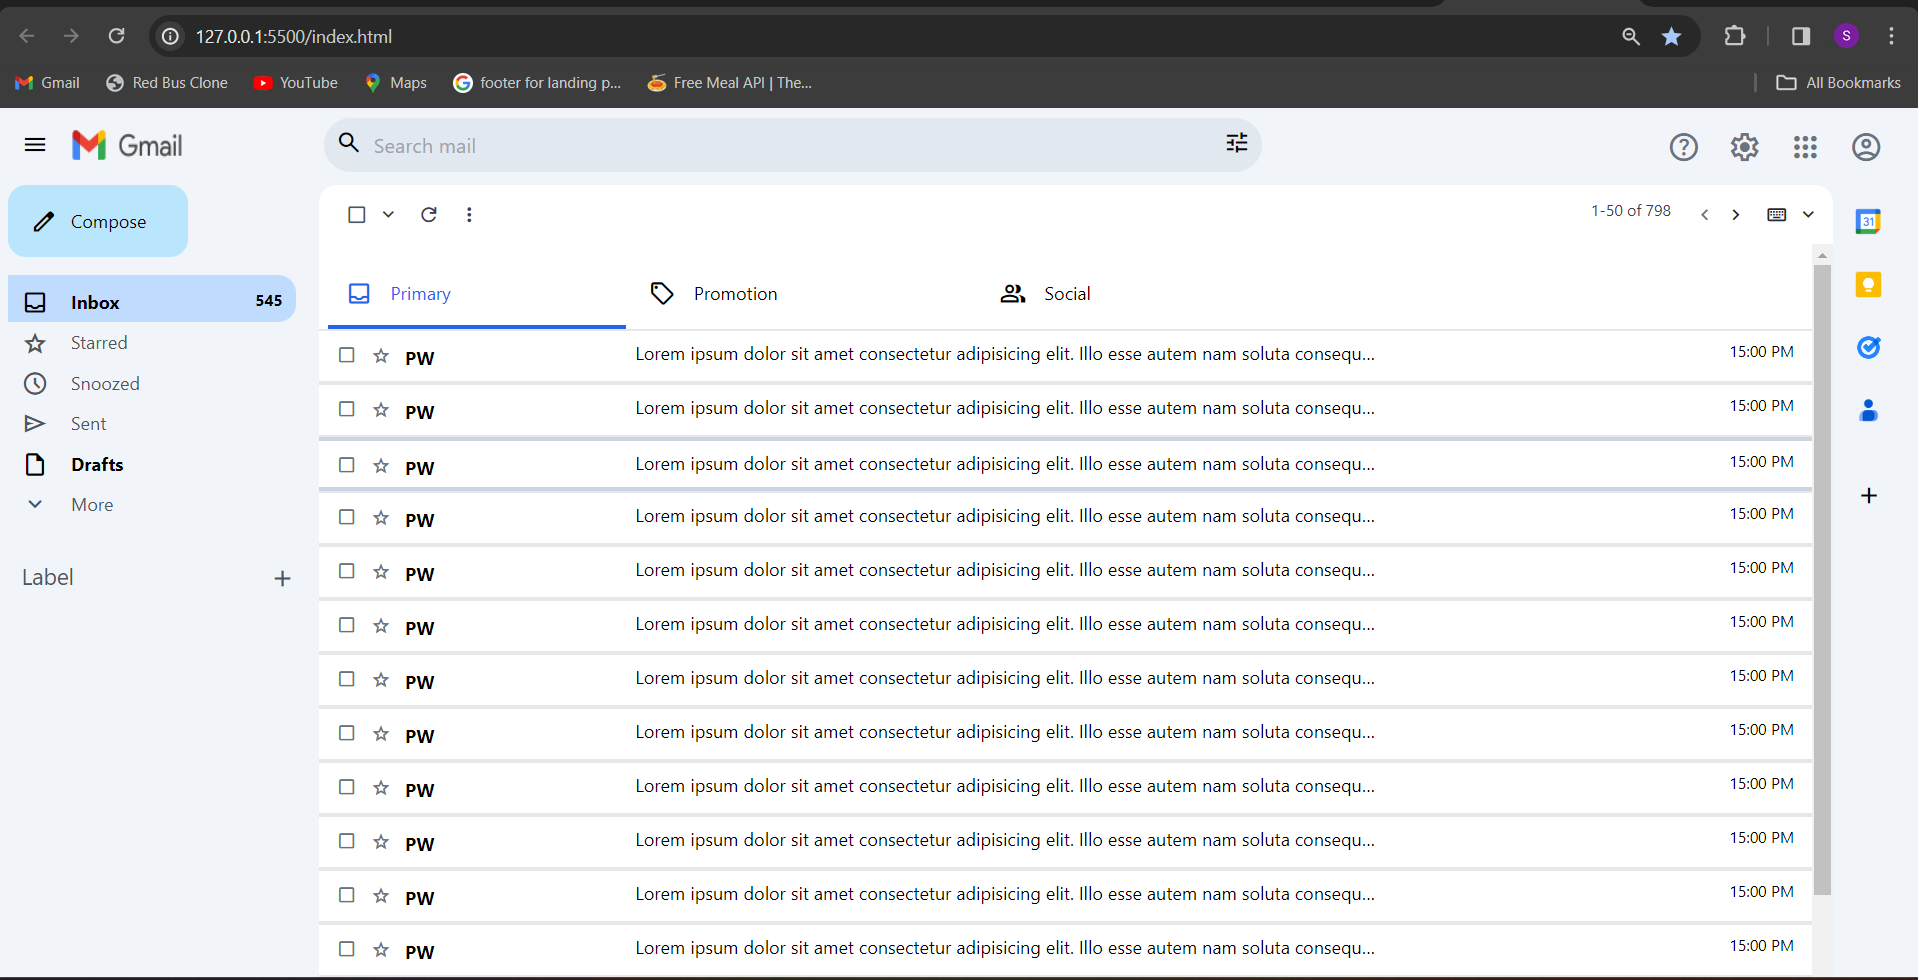 127.0.0.1:5500/index.html
S
Gmail Red Bus Clone YouTube Maps footer for landing p... Free Meal API | The... All Bookmarks
Gmail Search mail
Compose
1-50 of 798
31
Primary Promotion Social
Inbox 545
Starred
Snoozed
Sent
Drafts
More
Label
PW Lorem ipsum dolor sit amet consectetur adipisicing elit. Illo esse autem nam soluta consequ... 15:00 PM
PW Lorem ipsum dolor sit amet consectetur adipisicing elit. Illo esse autem nam soluta consequ... 15:00 PM
PW Lorem ipsum dolor sit amet consectetur adipisicing elit. Illo esse autem nam soluta consequ... 15:00 PM
PW Lorem ipsum dolor sit amet consectetur adipisicing elit. Illo esse autem nam soluta consequ... 15:00 PM
PW Lorem ipsum dolor sit amet consectetur adipisicing elit. Illo esse autem nam soluta consequ... 15:00 PM
PW Lorem ipsum dolor sit amet consectetur adipisicing elit. Illo esse autem nam soluta consequ... 15:00 PM
PW Lorem ipsum dolor sit amet consectetur adipisicing elit. Illo esse autem nam soluta consequ... 15:00 PM
PW Lorem ipsum dolor sit amet consectetur adipisicing elit. Illo esse autem nam soluta consequ... 15:00 PM
PW Lorem ipsum dolor sit amet consectetur adipisicing elit. Illo esse autem nam soluta consequ... 15:00 PM
PW Lorem ipsum dolor sit amet consectetur adipisicing elit. Illo esse autem nam soluta consequ... 15:00 PM
PW Lorem ipsum dolor sit amet consectetur adipisicing elit. Illo esse autem nam soluta consequ... 15:00 PM
PW Lorem ipsum dolor sit amet consectetur adipisicing elit. Illo esse autem nam soluta consequ... 15:00 PM